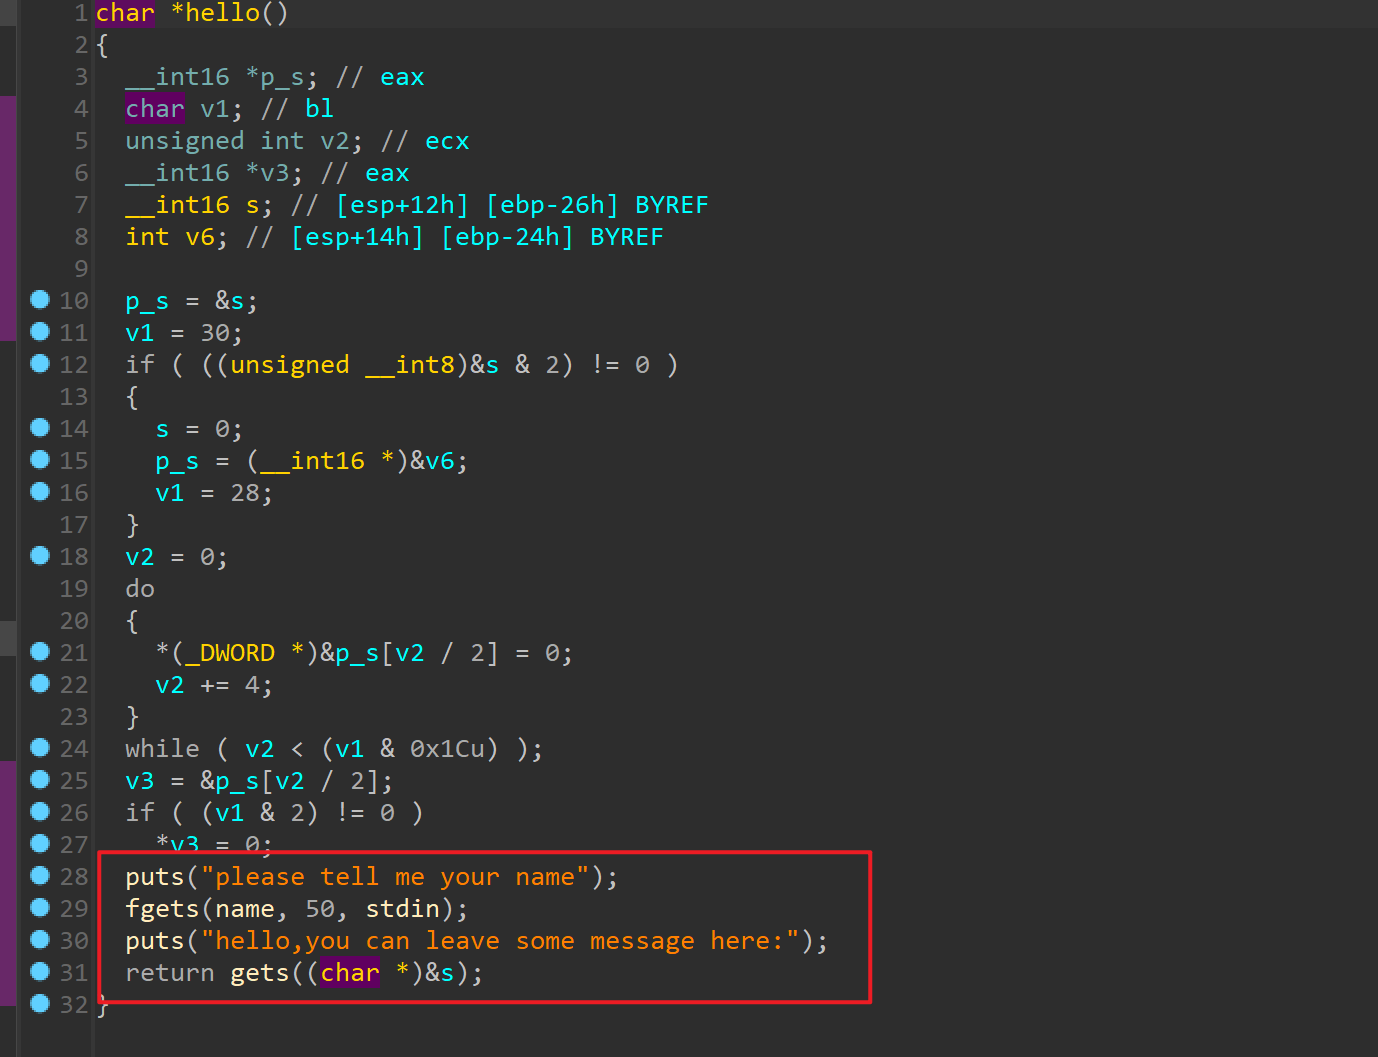 1 char *hello()
2 {
3 __int16 *p_s; // eax
4 char v1; // bl
5 unsigned int v2; // ecx
6 __int16 *v3; // eax
7 __int16 s; // [esp+12h] [ebp-26h] BYREF
8 int v6; // [esp+14h] [ebp-24h] BYREF
9
10 p_s = &s;
11 v1 = 30;
12 if ( ((unsigned __int8)&s & 2) != 0 )
13 {
14 s = 0;
15 p_s = (__int16 *)&v6;
16 v1 = 28;
17 }
18 v2 = 0;
19 do
20 {
21 *(_DWORD *)&p_s[v2 / 2] = 0;
22 v2 += 4;
23 }
24 while ( v2 < (v1 & 0x1Cu) );
25 v3 = &p_s[v2 / 2];
26 if ( (v1 & 2) != 0 )
27 *v3 = 0;
28 puts("please tell me your name");
29 fgets(name, 50, stdin);
30 puts("hello,you can leave some message here:");
31 return gets((char *)&s);
32 }